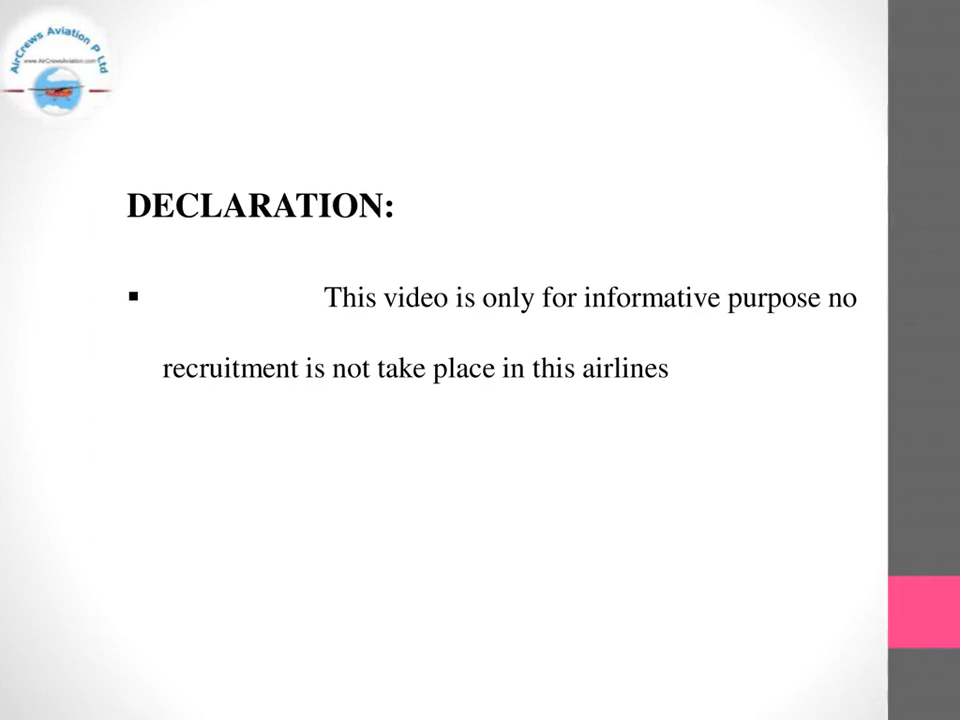 AirCrews Aviation P Ltd
www.AirCrewsAviation.com
DECLARATION:
▪ This video is only for informative purpose no
recruitment is not take place in this airlines